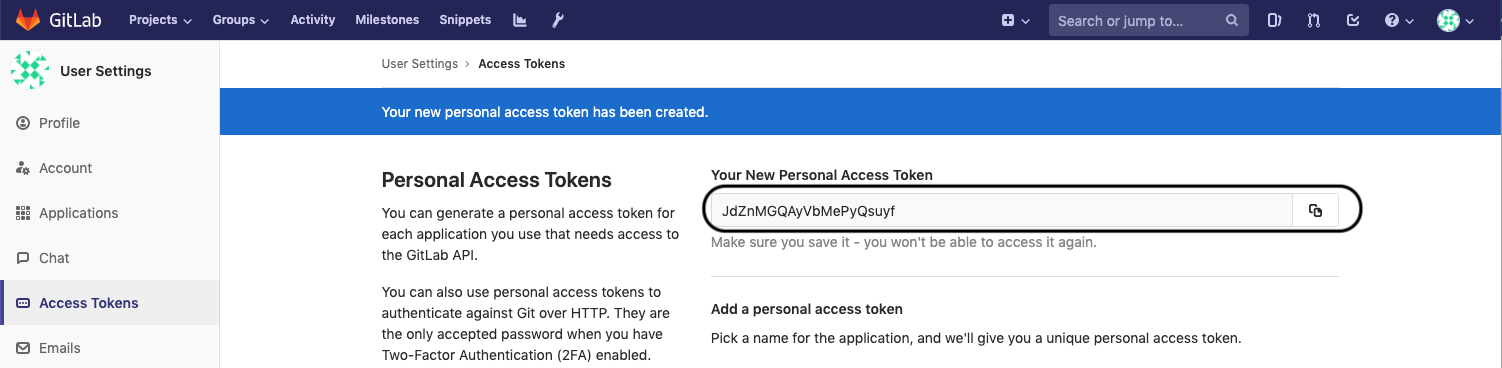 GitLab Projects Groups Activity Milestones Snippets Search or jump to...
User Settings
Profile
Account
Applications
Chat
Access Tokens
Emails
User Settings › Access Tokens
Your new personal access token has been created.
Personal Access Tokens
You can generate a personal access token for
each application you use that needs access to
the GitLab API.
You can also use personal access tokens to
authenticate against Git over HTTP. They are
the only accepted password when you have
Two-Factor Authentication (2FA) enabled.
Your New Personal Access Token
JdZnMGQAyVbMePyQsuyf
Make sure you save it - you won't be able to access it again.
Add a personal access token
Pick a name for the application, and we'll give you a unique personal access token.